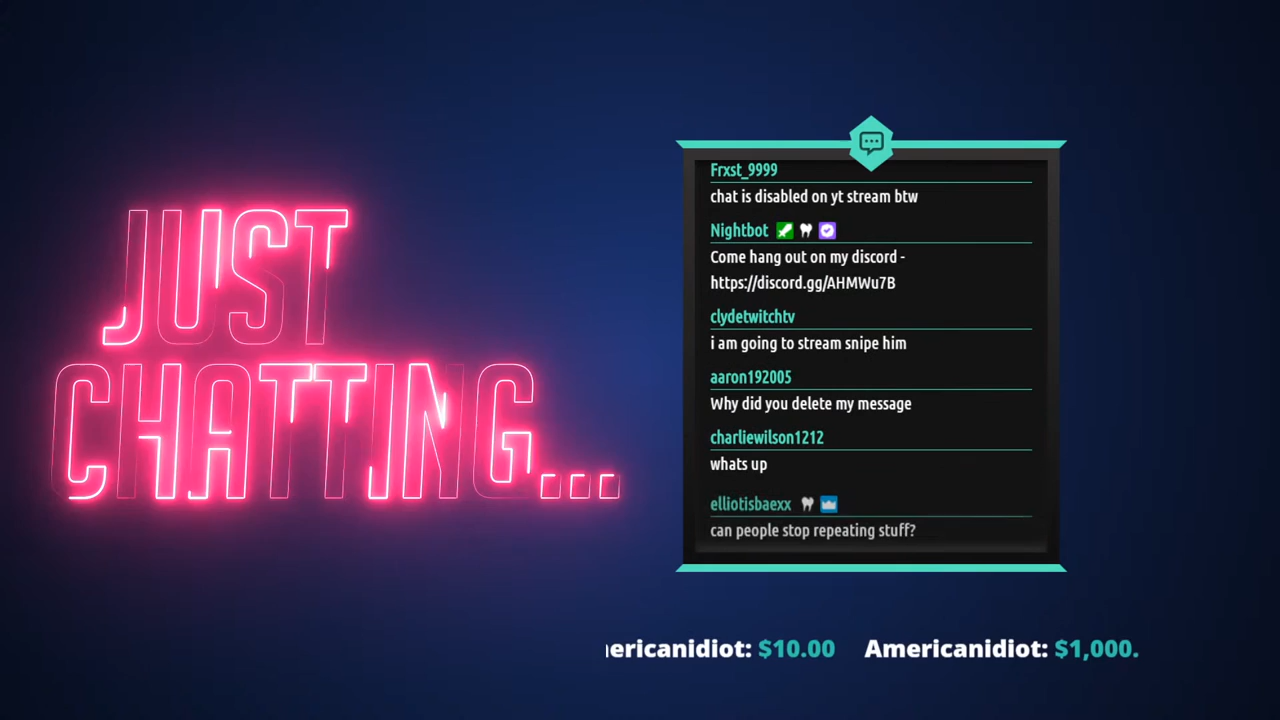 JUST
CHATTING...
Frxst_9999
chat is disabled on yt stream btw
Nightbot
Come hang out on my discord -
https://discord.gg/AHMWu7B
clydetwitchtv
i am going to stream snipe him
aaron192005
Why did you delete my message
charliewilson1212
whats up
elliotisbaexx
can people stop repeating stuff?
ericanidiot: $10.00 Americanidiot: $1,000.